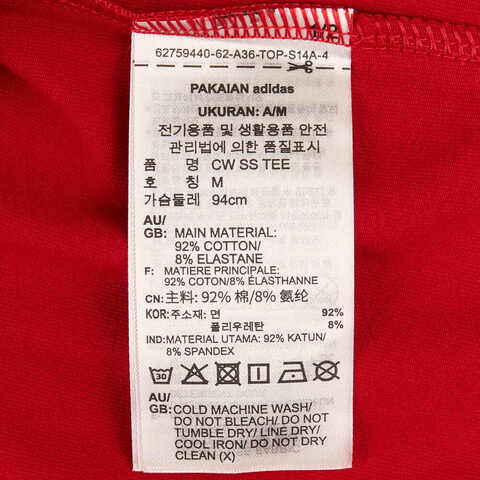 1/2
62759440-62-A36-TOP-S14A-4
PAKAIAN adidas
UKURAN: A/M
전기용품 및 생활용품 안전
관리법에 의한 품질표시
품 명 CW SS TEE
호 칭 M
가슴둘레 94cm
AU/
GB: MAIN MATERIAL:
92% COTTON/
8% ELASTANE
F: MATIERE PRINCIPALE:
92% COTON/8% ELASTHANNE
CN: 主料: 92% 棉/8% 氨纶
KOR: 주소재: 면 92%
폴리우레탄 8%
IND: MATERIAL UTAMA: 92% KATUN/
8% SPANDEX
30
AU/
GB: COLD MACHINE WASH/
DO NOT BLEACH/ DO NOT
TUMBLE DRY/ LINE DRY/
COOL IRON/ DO NOT DRY
CLEAN (X)